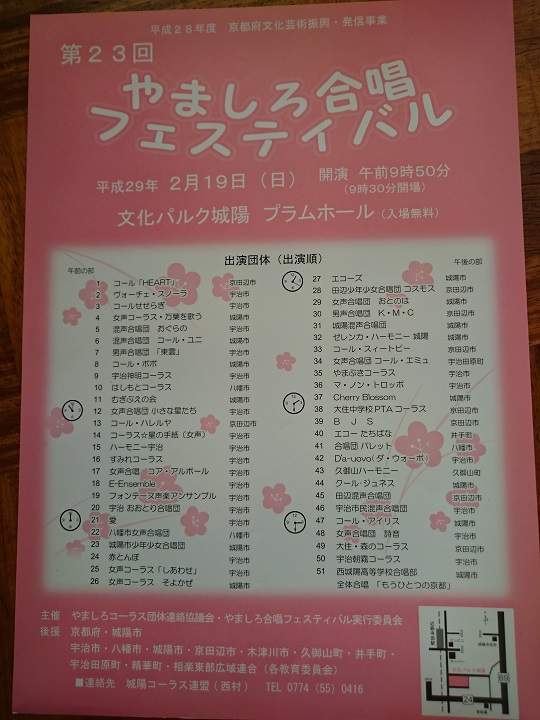 平成28年度 京都府文化芸術振興・発信事業
第23回
やましろ合唱
フェスティバル
平成29年 2月19日（日） 開演 午前9時50分
（9時30分開場）
文化パルク城陽 プラムホール（入場無料）
出演団体（出演順）
午前の部
1 コール「HEART」 京田辺市
2 ヴォーチェ・スノーラ 宇治市
3 コールせせらぎ 宇治市
4 女声コーラス・万葉を歌う 城陽市
5 混声合唱団 おぐらの 宇治市
6 混声合唱団 コール・ユニ 城陽市
7 男声合唱団 「東雲」 宇治市
8 コール・ポポ 城陽市
9 宇治神明コーラス 宇治市
10 はしもとコーラス 八幡市
11 むぎぶえの会 城陽市
12 女声合唱団 小さな星たち 宇治市
13 コール・ハレルヤ 京田辺市
14 コーラス☆星の手紙（女声） 宇治市
15 ハーモニー宇治 宇治市
16 すみれコーラス 宇治市
17 女声合唱 コア・アルボール 宇治市
18 E-Ensemble 宇治市
19 フォンテーヌ声楽アンサンブル 宇治市
20 宇治 おおとり合唱団 宇治市
21 愛 宇治市
22 八幡市女声合唱団 八幡市
23 城陽市少年少女合唱団 城陽市
24 赤とんぼ 宇治市
25 女声コーラス「しあわせ」 宇治市
26 女声コーラス そよかぜ 城陽市
午後の部
27 エコーズ 城陽市
28 田辺少年少女合唱団 コスモス 京田辺市
29 女声合唱団 おとのは 城陽市
30 男声合唱団 K・M・C 京田辺市
31 城陽混声合唱団 城陽市
32 ゼレンカ・ハーモニー 城陽 城陽市
33 コール・スィートピー 京田辺市
34 女声合唱団 コール・エミュ 宇治田原町
35 やまぶきコーラス 宇治市
36 マ・ノン・トロッポ 宇治市
37 Cherry Blossom 城陽市
38 大住中学校PTAコーラス 京田辺市
39 B J S 京田辺市
40 エコー たちばな 井手町
41 合唱団 パレット 八幡市
42 D'a-uovo(ダ・ウォーボ) 宇治市
43 久御山ハーモニー 久御山町
44 クール・ジュネス 城陽市
45 田辺混声合唱団 京田辺市
46 宇治市民混声合唱団 宇治市
47 コール・アイリス 城陽市
48 女声合唱団 詩音 宇治市
49 大住・森のコーラス 京田辺市
50 宇治朝霧コーラス 宇治市
51 西城陽高等学校合唱部 城陽市
全体合唱 「もうひとつの京都」
主催 やましろコーラス団体連絡協議会・やましろ合唱フェスティバル実行委員会
後援 京都府・城陽市
宇治市・八幡市・城陽市・京田辺市・木津川市・久御山町・井手町・
宇治田原町・精華町・相楽東部広域連合（各教育委員会）
■連絡先 城陽コーラス連盟（西村） TEL 0774（55）0416
文化パルク城陽
24
69